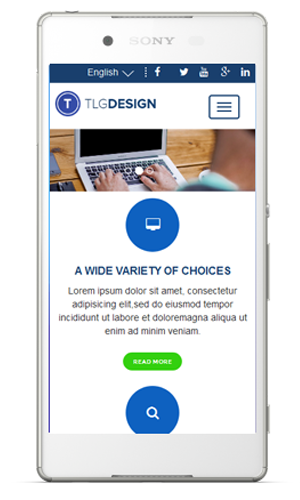 SONY
English
T TLGDESIGN
A WIDE VARIETY OF CHOICES
Lorem ipsum dolor sit amet, consectetur
adipisicing elit,sed do eiusmod tempor
incididunt ut labore et doloremagna aliqua ut
enim ad minim veniam.
READ MORE